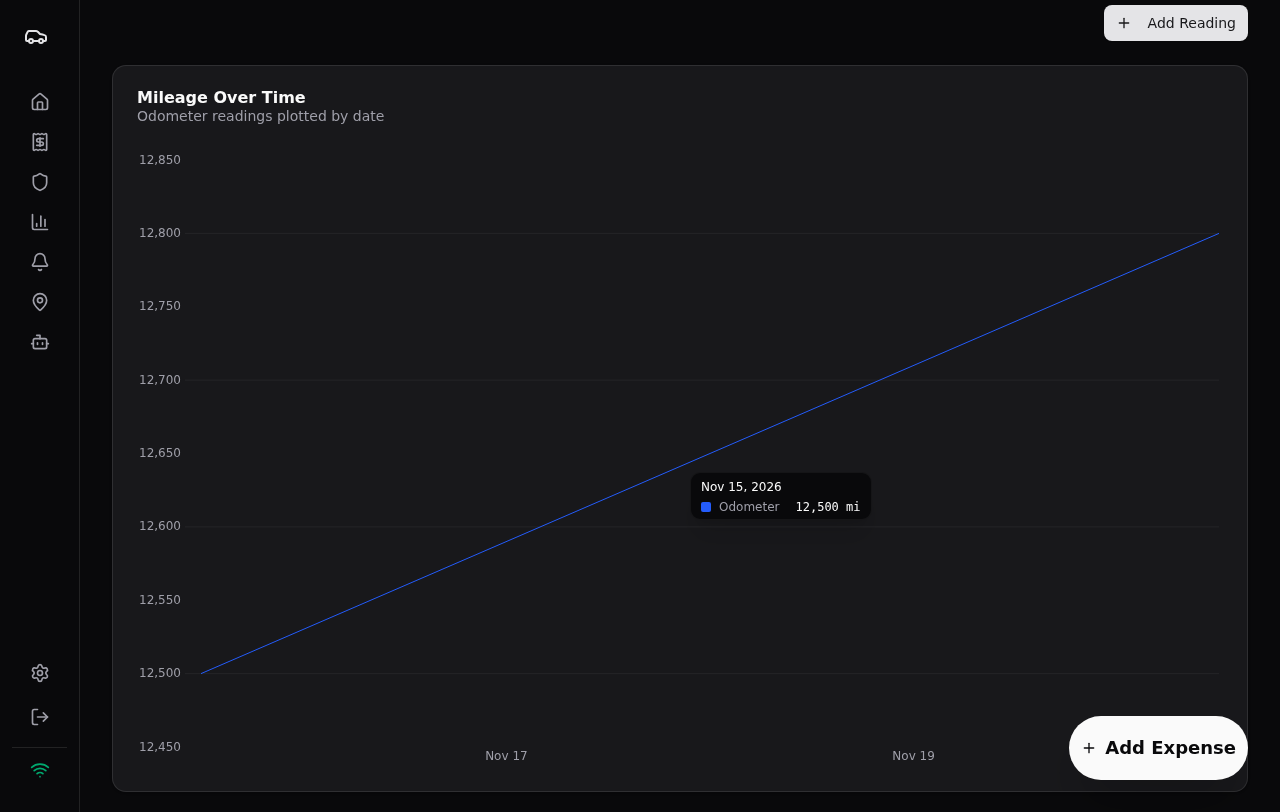 Add Reading
Mileage Over Time
Odometer readings plotted by date
12,850
12,800
12,750
12,700
12,650
12,600
12,550
12,500
12,450
Nov 15, 2026
Odometer 12,500 mi
Nov 17
Nov 19
Add Expense